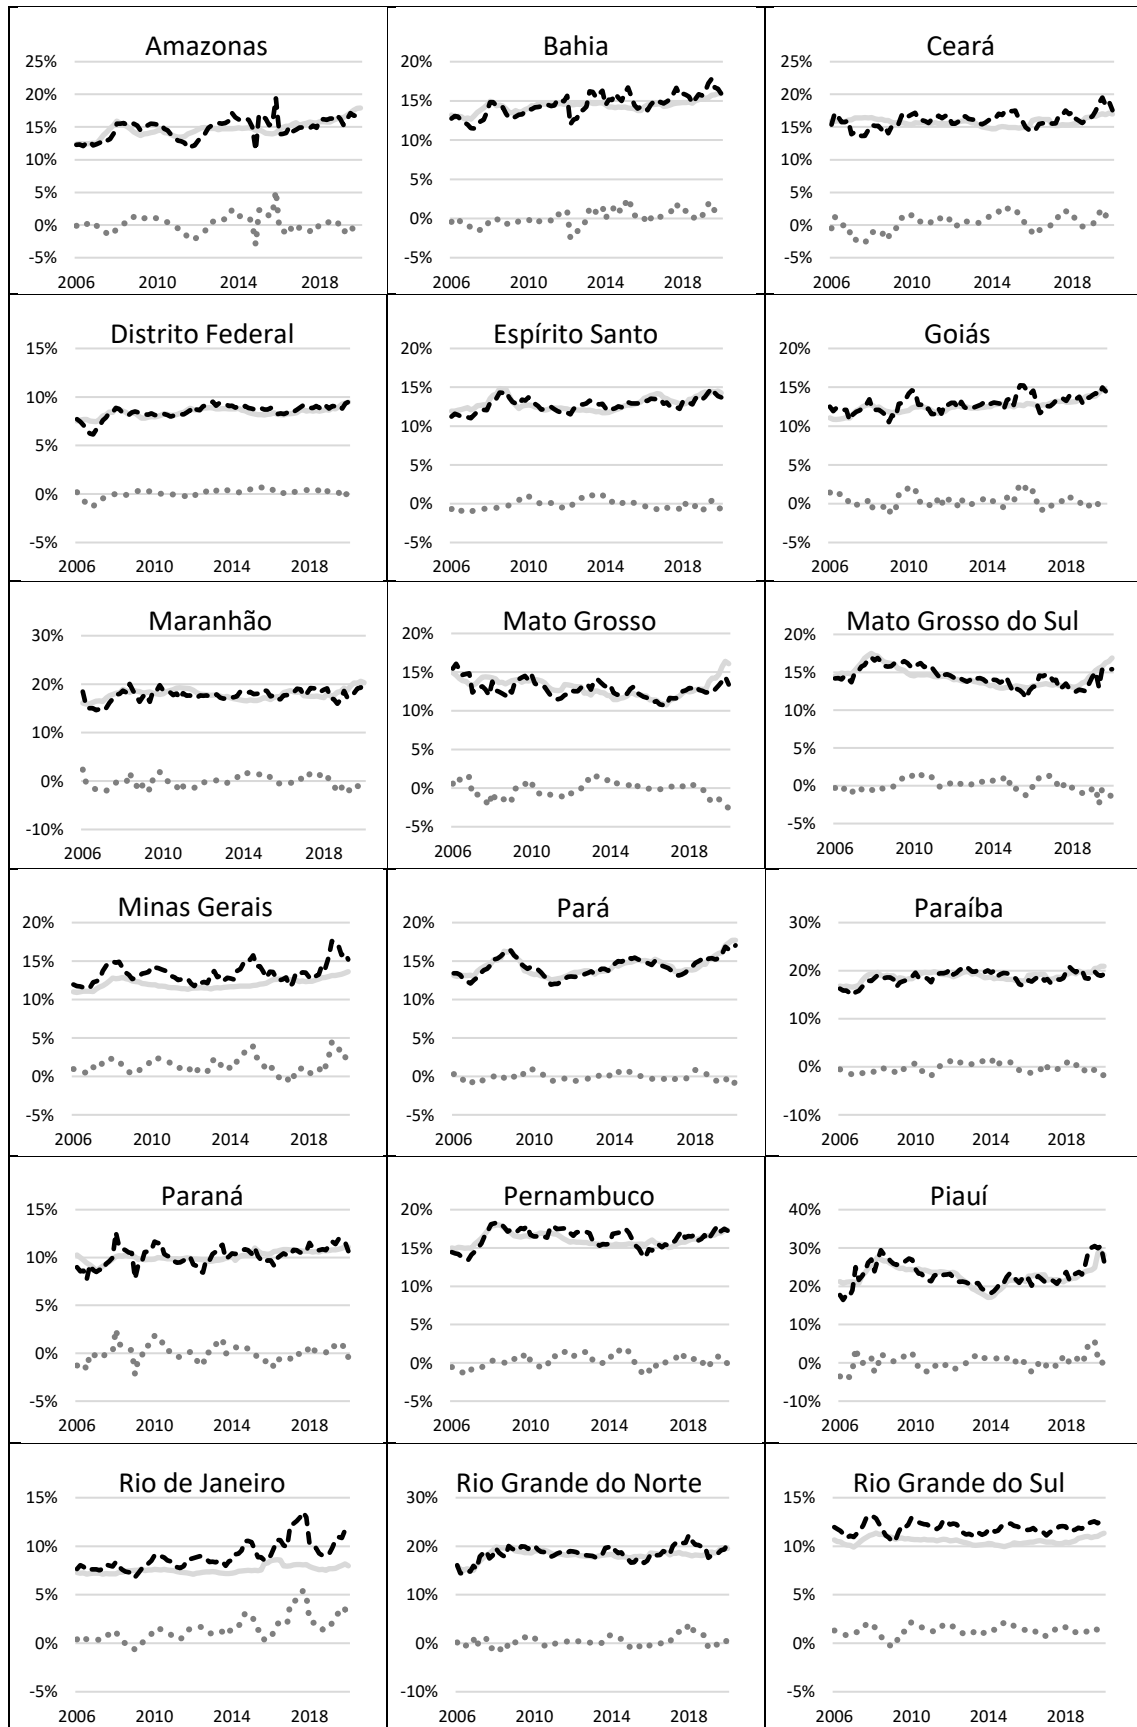 Amazonas
25%
20%
15%
10%
5%
0%
-5%
2006 2010 2014 2018
Bahia
20%
15%
10%
5%
0%
-5%
2006 2010 2014 2018
Ceará
25%
20%
15%
10%
5%
0%
-5%
2006 2010 2014 2018
Distrito Federal
15%
10%
5%
0%
-5%
2006 2010 2014 2018
Espírito Santo
20%
15%
10%
5%
0%
-5%
2006 2010 2014 2018
Goiás
20%
15%
10%
5%
0%
-5%
2006 2010 2014 2018
Maranhão
30%
20%
10%
0%
-10%
2006 2010 2014 2018
Mato Grosso
20%
15%
10%
5%
0%
-5%
2006 2010 2014 2018
Mato Grosso do Sul
20%
15%
10%
5%
0%
-5%
2006 2010 2014 2018
Minas Gerais
20%
15%
10%
5%
0%
-5%
2006 2010 2014 2018
Pará
20%
15%
10%
5%
0%
-5%
2006 2010 2014 2018
Paraíba
30%
20%
10%
0%
-10%
2006 2010 2014 2018
Paraná
15%
10%
5%
0%
-5%
2006 2010 2014 2018
Pernambuco
20%
15%
10%
5%
0%
-5%
2006 2010 2014 2018
Piauí
40%
30%
20%
10%
0%
-10%
2006 2010 2014 2018
Rio de Janeiro
15%
10%
5%
0%
-5%
2006 2010 2014 2018
Rio Grande do Norte
30%
20%
10%
0%
-10%
2006 2010 2014 2018
Rio Grande do Sul
15%
10%
5%
0%
-5%
2006 2010 2014 2018